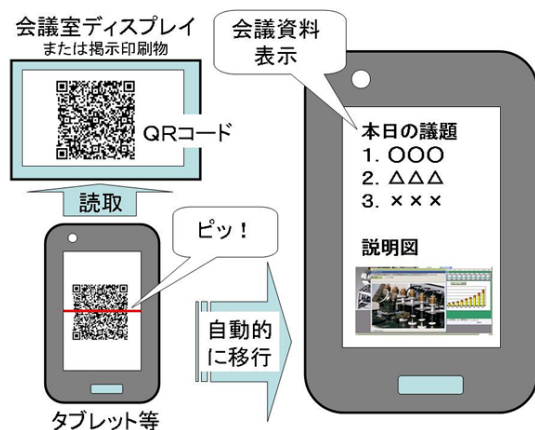 会議室ディスプレイ
または掲示印刷物
QRコード
読取
ピッ！
タブレット等
自動的
に移行
会議資料
表示
本日の議題
1. ○○○
2. △△△
3. ×××
説明図